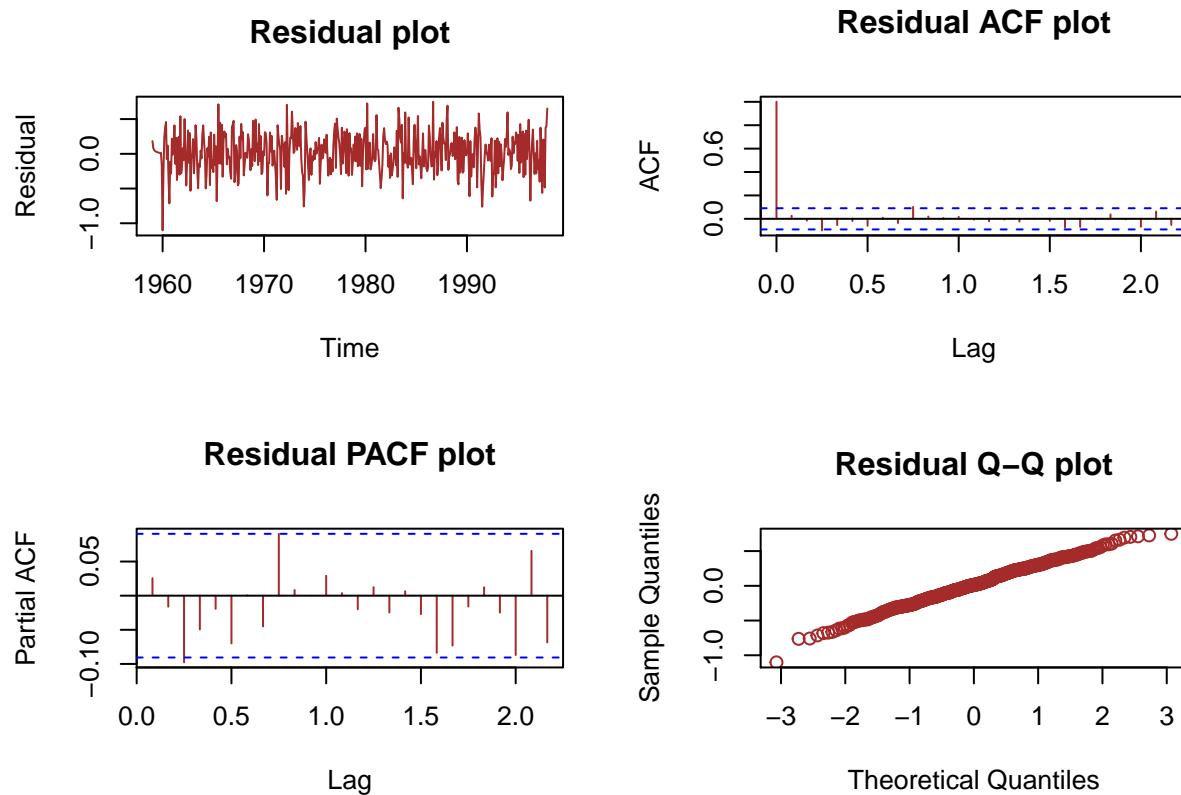 Residual plot
Residual
0.0
−1.0
1960 1970 1980 1990
Time
Residual ACF plot
ACF
0.6
0.0
0.0 0.5 1.0 1.5 2.0
Lag
Residual PACF plot
Partial ACF
0.05
−0.10
0.0 0.5 1.0 1.5 2.0
Lag
Residual Q−Q plot
Sample Quantiles
0.0
−1.0
−3 −2 −1 0 1 2 3
Theoretical Quantiles